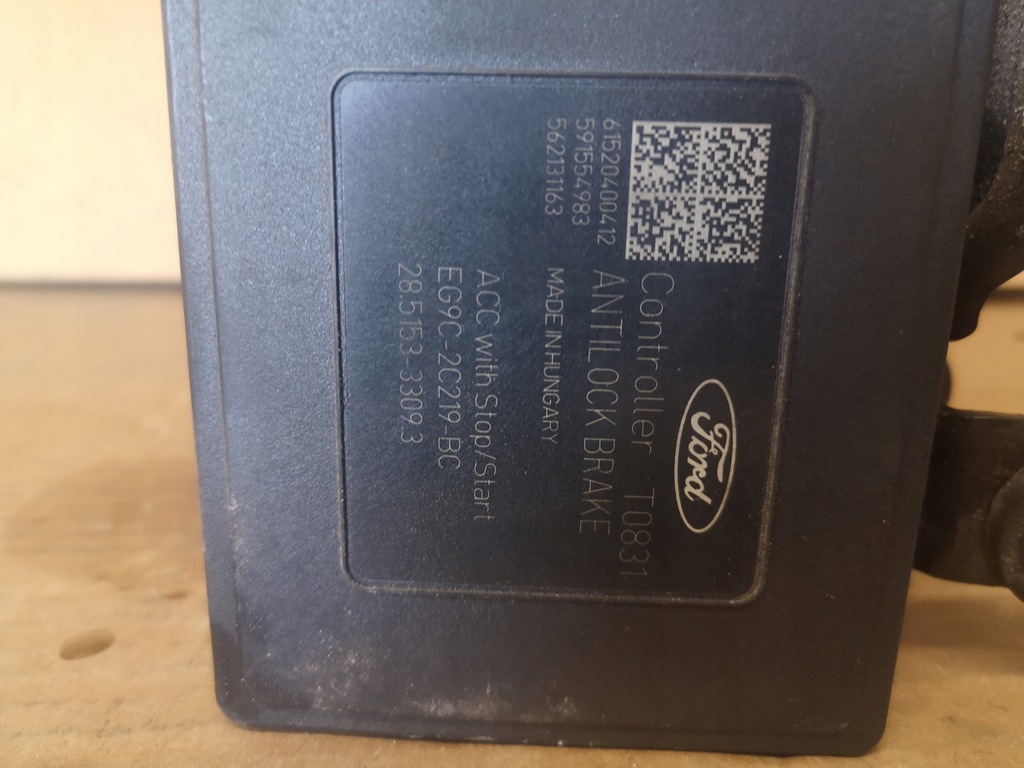 Ford
Controller T0831
ANTILOCK BRAKE
MADE IN HUNGARY
ACC with Stop/Start
EG9C-2C219-BC
28.5153-8309.3
61520400412
591554983
562131163